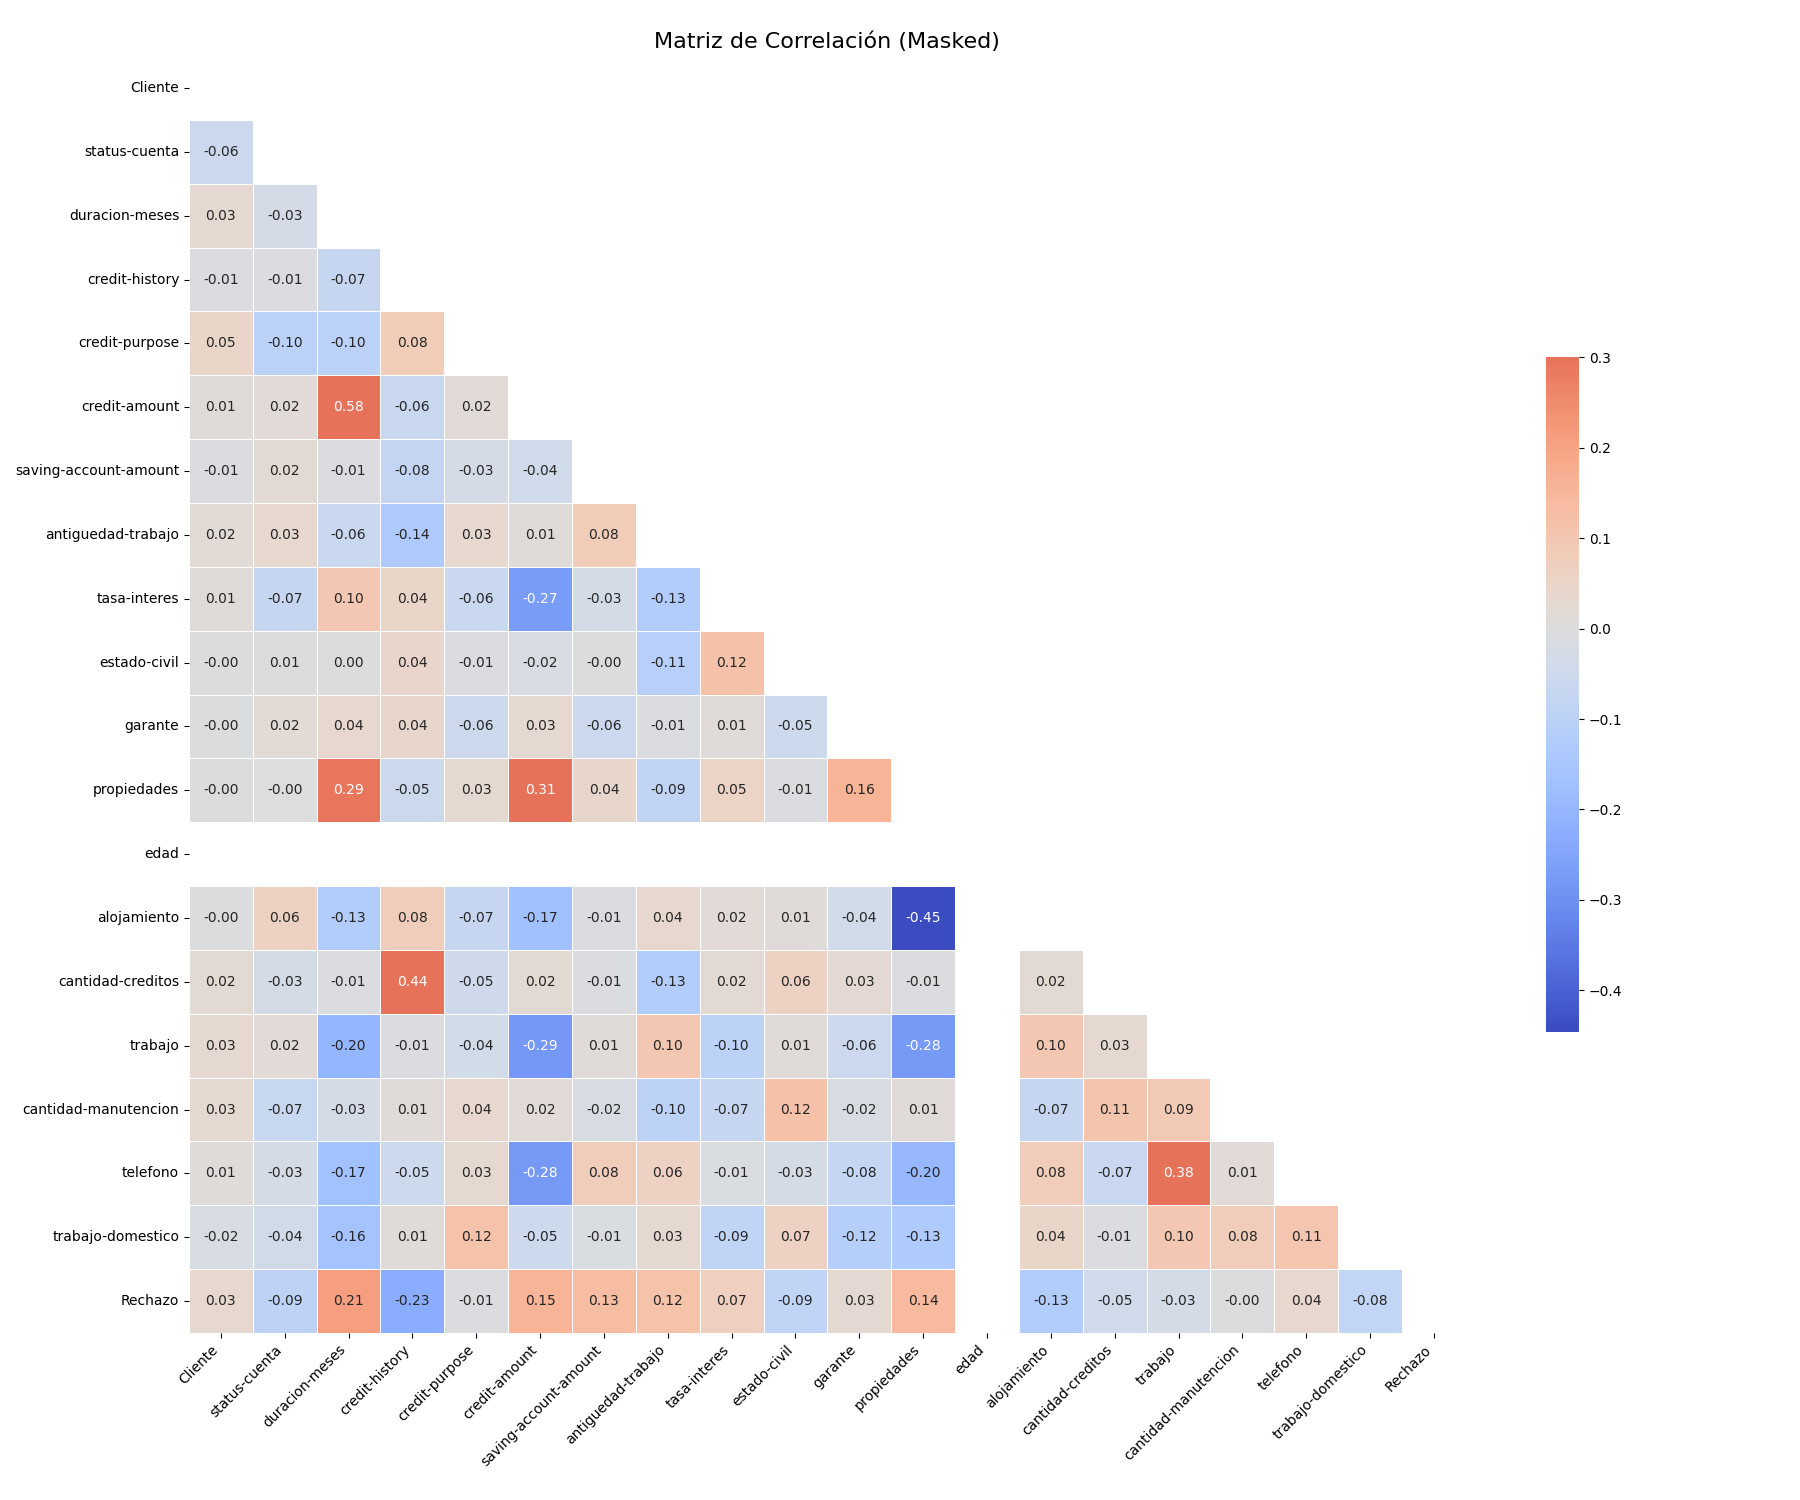 Matriz de Correlación (Masked)
Cliente
status-cuenta -0.06
duracion-meses 0.03 -0.03
credit-history -0.01 -0.01 -0.07
credit-purpose 0.05 -0.10 -0.10 0.08
credit-amount 0.01 0.02 0.58 -0.06 0.02
saving-account-amount -0.01 0.02 -0.01 -0.08 -0.03 -0.04
antiguedad-trabajo 0.02 0.03 -0.06 -0.14 0.03 0.01 0.08
tasa-interes 0.01 -0.07 0.10 0.04 -0.06 -0.27 -0.03 -0.13
estado-civil -0.00 0.01 0.00 0.04 -0.01 -0.02 -0.00 -0.11 0.12
garante -0.00 0.02 0.04 0.04 -0.06 0.03 -0.06 -0.01 0.01 -0.05
propiedades -0.00 -0.00 0.29 -0.05 0.03 0.31 0.04 -0.09 0.05 -0.01 0.16
edad
alojamiento -0.00 0.06 -0.13 0.08 -0.07 -0.17 -0.01 0.04 0.02 0.01 -0.04 -0.45
cantidad-creditos 0.02 -0.03 -0.01 0.44 -0.05 0.02 -0.01 -0.13 0.02 0.06 0.03 -0.01 0.02
trabajo 0.03 0.02 -0.20 -0.01 -0.04 -0.29 0.01 0.10 -0.10 0.01 -0.06 -0.28 0.10 0.03
cantidad-manutencion 0.03 -0.07 -0.03 0.01 0.04 0.02 -0.02 -0.10 -0.07 0.12 -0.02 0.01 -0.07 0.11 0.09
telefono 0.01 -0.03 -0.17 -0.05 0.03 -0.28 0.08 0.06 -0.01 -0.03 -0.08 -0.20 0.08 -0.07 0.38 0.01
trabajo-domestico -0.02 -0.04 -0.16 0.01 0.12 -0.05 -0.01 0.03 -0.09 0.07 -0.12 -0.13 0.04 -0.01 0.10 0.08 0.11
Rechazo 0.03 -0.09 0.21 -0.23 -0.01 0.15 0.13 0.12 0.07 -0.09 0.03 0.14 -0.13 -0.05 -0.03 -0.00 0.04 -0.08
Cliente
status-cuenta
duracion-meses
credit-history
credit-purpose
credit-amount
saving-account-amount
antiguedad-trabajo
tasa-interes
estado-civil
garante
propiedades
edad
alojamiento
cantidad-creditos
trabajo
cantidad-manutencion
telefono
trabajo-domestico
Rechazo
0.3
0.2
0.1
0.0
−0.1
−0.2
−0.3
−0.4